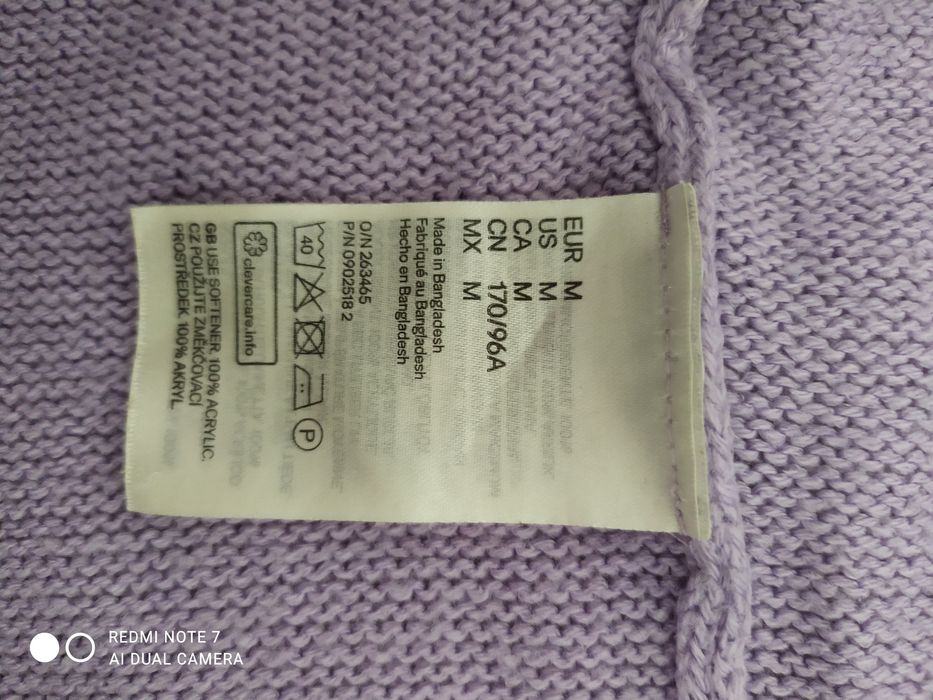 EUR M
US M
CA M
CN 170/96A
MX M
Made in Bangladesh
Fabriqué au Bangladesh
Hecho en Bangladesh
O/N 263465
P/N 0902518 2
40 P
clevercare.info
GB USE SOFTENER. 100% ACRYLIC.
CZ POUŽIJTE ZMĚKČOVACÍ
PROSTŘEDEK. 100% AKRYL.
REDMI NOTE 7
AI DUAL CAMERA